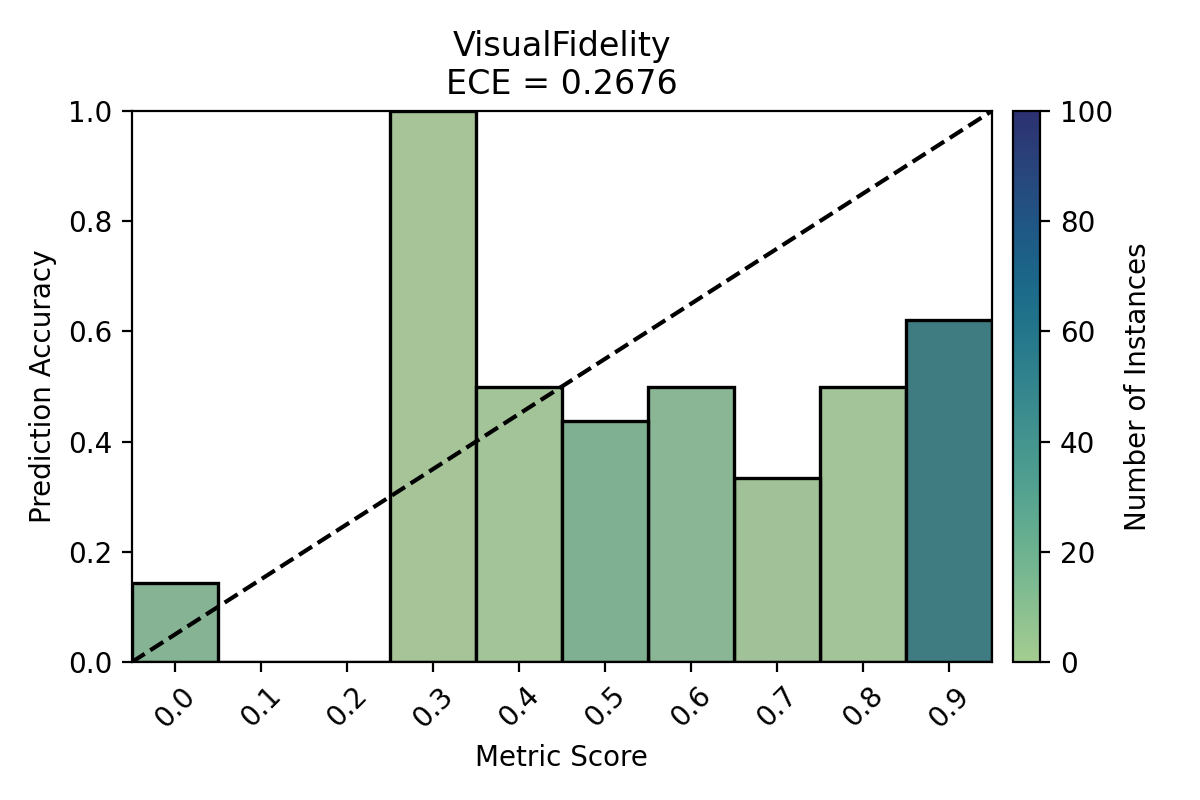 VisualFidelity
ECE = 0.2676
Prediction Accuracy
1.0
0.8
0.6
0.4
0.2
0.0
0.0 0.1 0.2 0.3 0.4 0.5 0.6 0.7 0.8 0.9
Metric Score
100
80
60
40
20
0
Number of Instances